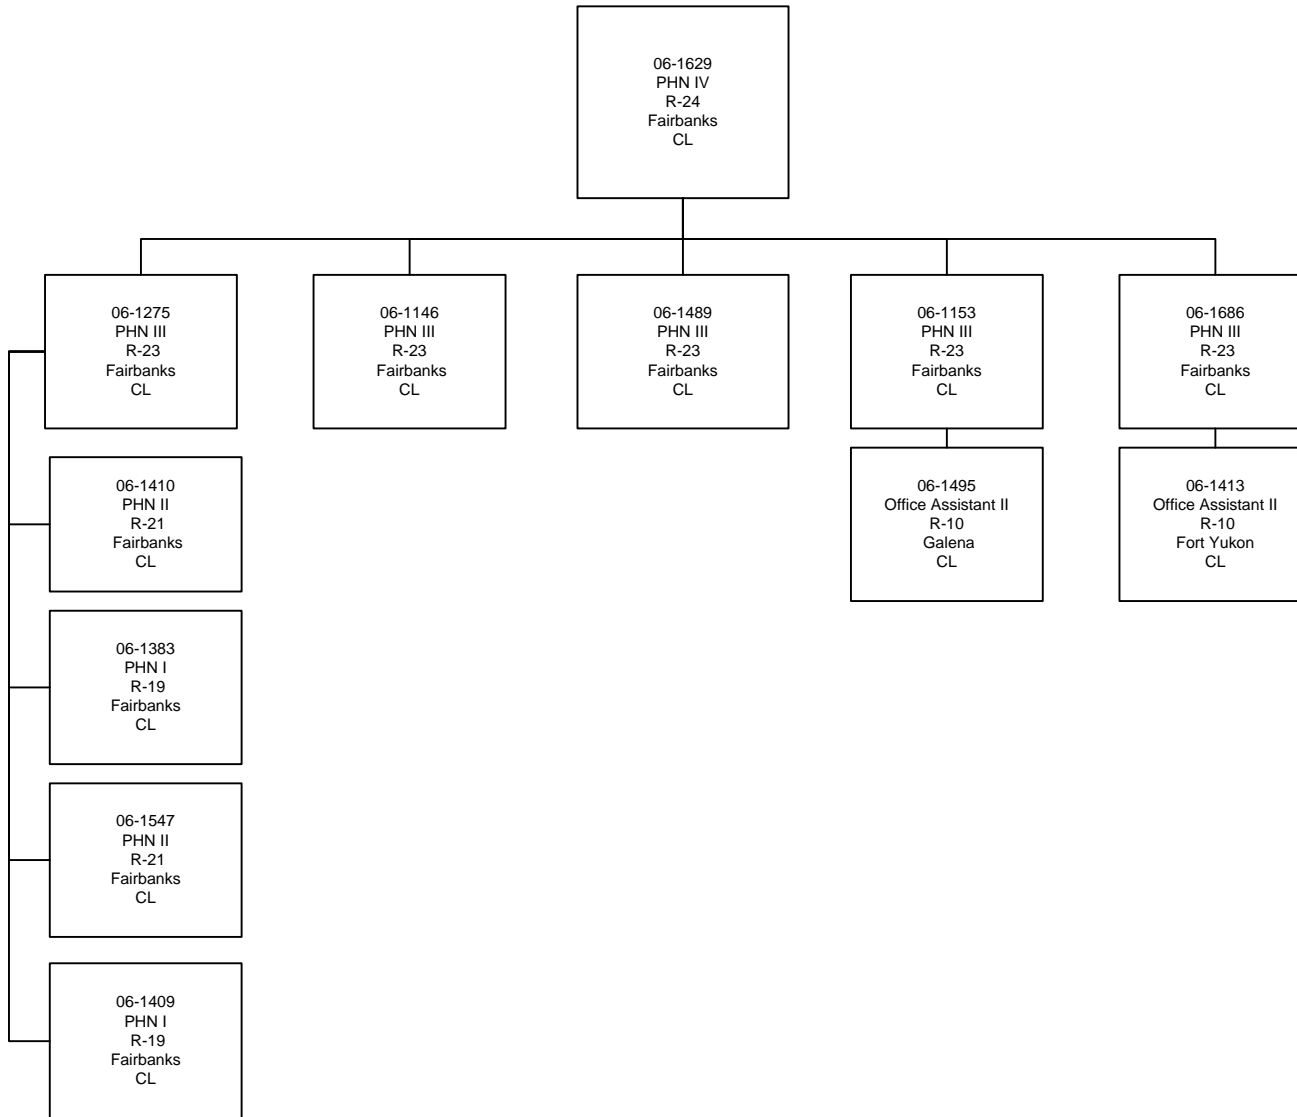 06-1629
PHN IV
R-24
Fairbanks
CL
06-1275
PHN III
R-23
Fairbanks
CL
06-1146
PHN III
R-23
Fairbanks
CL
06-1489
PHN III
R-23
Fairbanks
CL
06-1153
PHN III
R-23
Fairbanks
CL
06-1686
PHN III
R-23
Fairbanks
CL
06-1410
PHN II
R-21
Fairbanks
CL
06-1495
Office Assistant II
R-10
Galena
CL
06-1413
Office Assistant II
R-10
Fort Yukon
CL
06-1383
PHN I
R-19
Fairbanks
CL
06-1547
PHN II
R-21
Fairbanks
CL
06-1409
PHN I
R-19
Fairbanks
CL